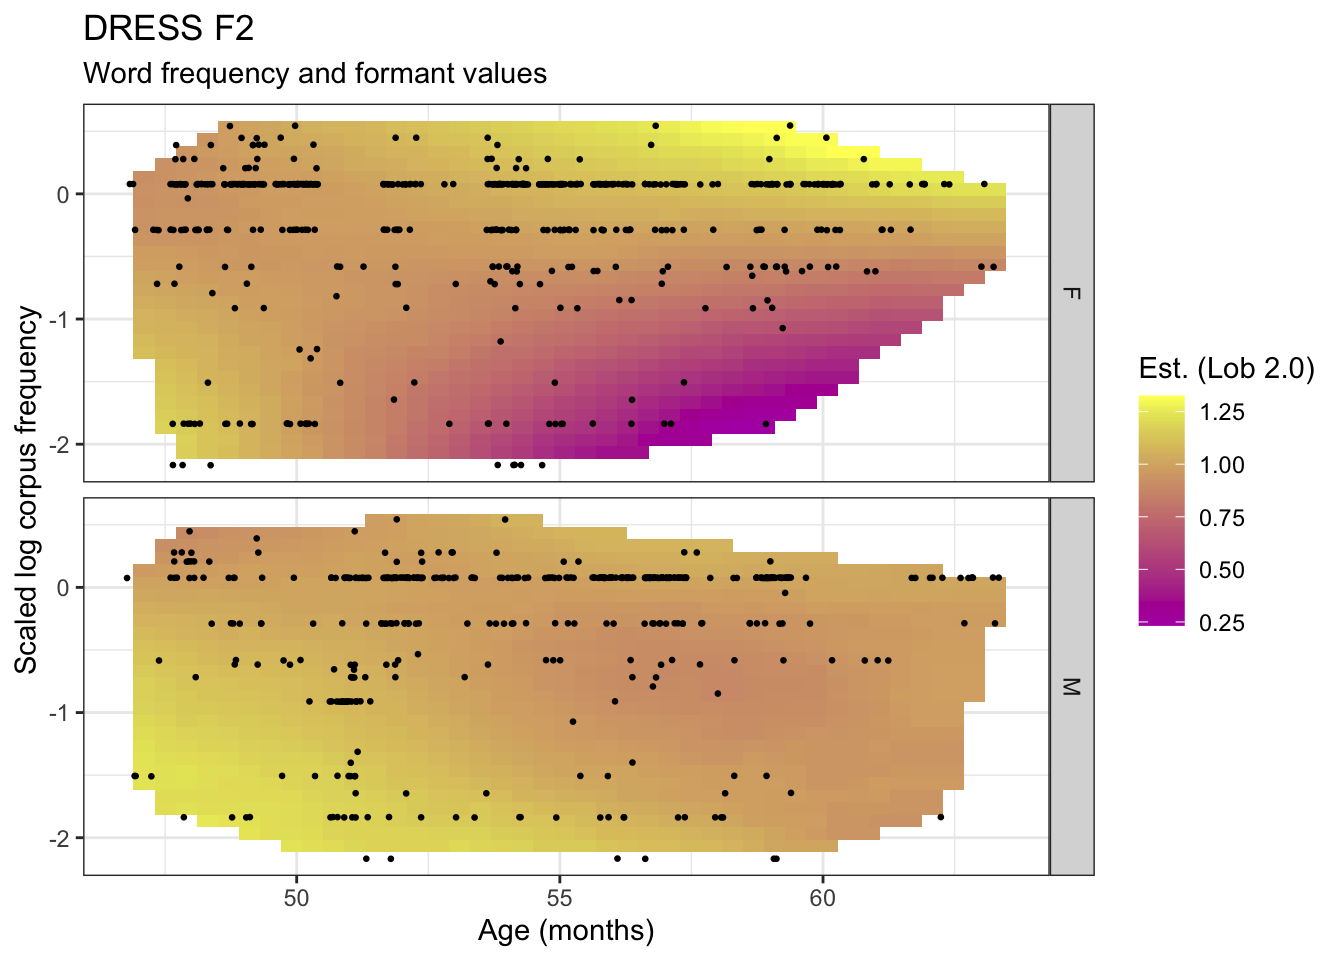 DRESS F2
Word frequency and formant values
Scaled log corpus frequency
0
-1
-2
F
0
-1
-2
M
50
55
60
Age (months)
Est. (Lob 2.0)
1.25
1.00
0.75
0.50
0.25